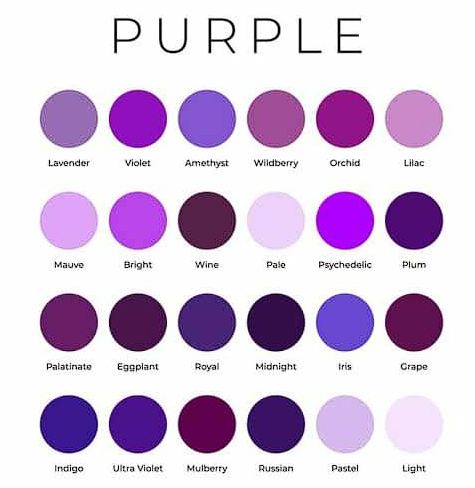 PURPLE
Lavender Violet Amethyst Wildberry Orchid Lilac
Mauve Bright Wine Pale Psychedelic Plum
Palatinate Eggplant Royal Midnight Iris Grape
Indigo Ultra Violet Mulberry Russian Pastel Light